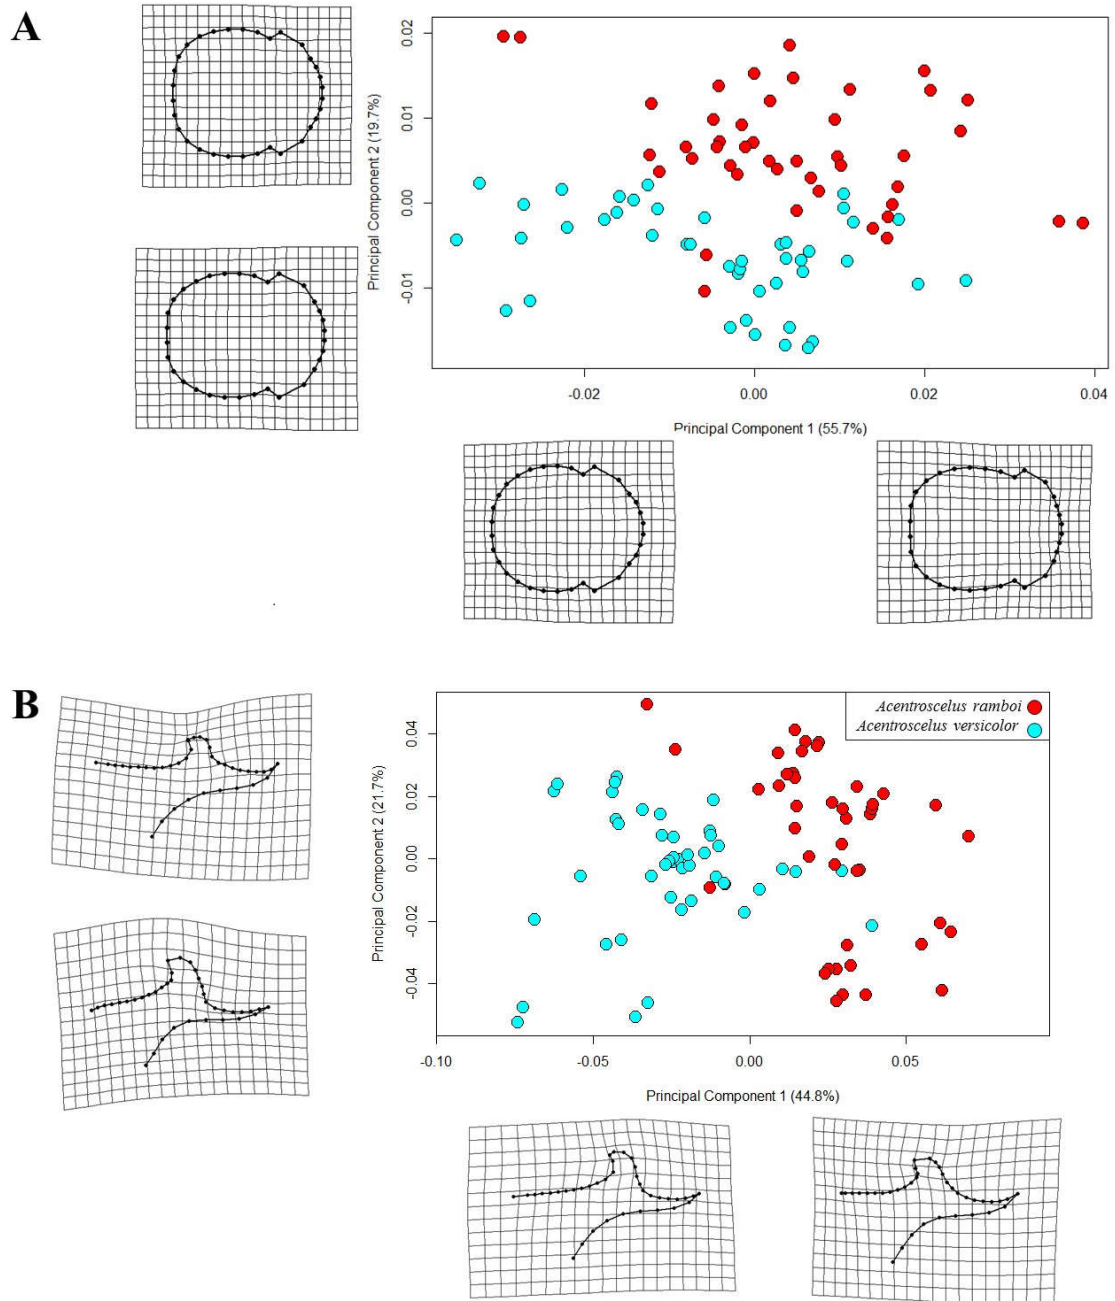 A
Principal Component 2 (19.7%)
0.02
0.01
0.00
-0.01
-0.02
0.00
0.02
0.04
Principal Component 1 (55.7%)
B
Acentroscelus ramboi
Acentroscelus versicolor
Principal Component 2 (21.7%)
0.04
0.02
0.00
-0.02
-0.04
-0.10
-0.05
0.00
0.05
Principal Component 1 (44.8%)